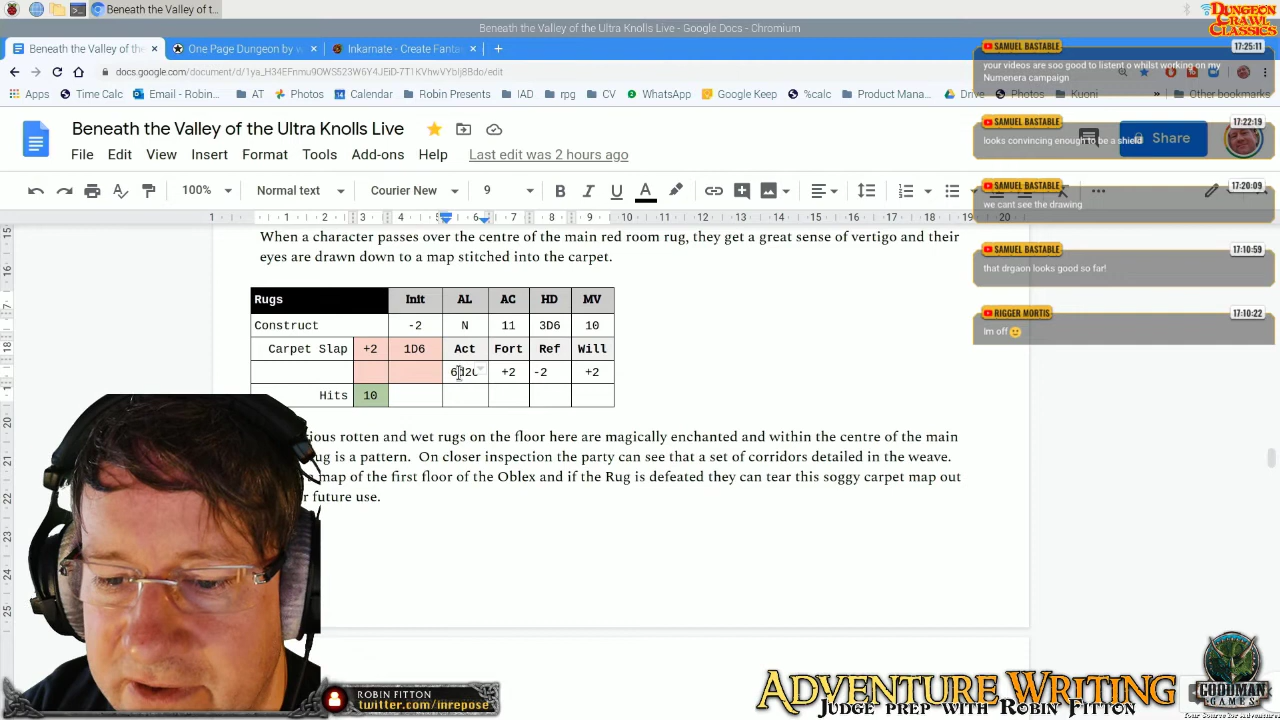 Beneath the Valley of t...
Beneath the Valley of the Ultra Knolls Live - Google Docs - Chromium
Beneath the Valley of the
One Page Dungeon by w
Inkarnate - Create Fantas
Apps
Time Calc
Email - Robin...
AT
Photos
Calendar
Robin Presents
IAD
rpg
CV
WhatsApp
Google Keep
%calc
Product Mana...
Drive
Photos
Kuoni
Other bookmarks
Beneath the Valley of the Ultra Knolls Live
File Edit View Insert Format Tools Add-ons Help Last edit was 2 hours ago
Share
100% Normal text Courier New 9
When a character passes over the centre of the main red room rug, they get a great sense of vertigo and their
eyes are drawn down to a map stitched into the carpet.
Rugs Init AL AC HD MV
Construct -2 N 11 3D6 10
Carpet Slap +2 1D6 Act Fort Ref Will
+2 -2 +2
Hits 10
rotten and wet rugs on the floor here are magically enchanted and within the centre of the main
is a pattern. On closer inspection the party can see that a set of corridors detailed in the weave.
map of the first floor of the Oblex and if the Rug is defeated they can tear this soggy carpet map out
future use.
DUNGEON
CRAWL
CLASSICS
SAMUEL BASTABLE 17:25:11
your videos are soo good to listent o whilst working on my
Numenera campaign
SAMUEL BASTABLE 17:22:19
looks convincing enough to be a shield
SAMUEL BASTABLE 17:20:09
we cant see the drawing
SAMUEL BASTABLE 17:10:59
that drgaon looks good so far!
RIGGER MORTIS 17:10:22
Im off
ROBIN FITTON
twitter.com/inrepose
ADVENTURE WRITING
JUDGE PREP WITH ROBIN FITTON
GOODMAN
GAMES